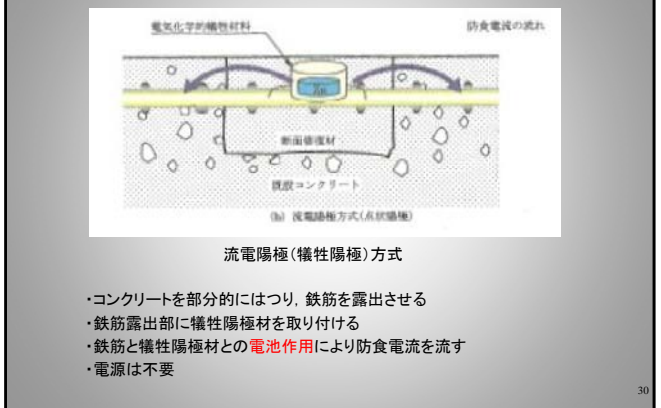 電気化学的犠牲材料
防食電流の流れ
Zn
断面修復材
既設コンクリート
(b) 流電陽極方式(点状陽極)
流電陽極(犠牲陽極)方式
・コンクリートを部分的にはつり，鉄筋を露出させる
・鉄筋露出部に犠牲陽極材を取り付ける
・鉄筋と犠牲陽極材との電池作用により防食電流を流す
・電源は不要
30